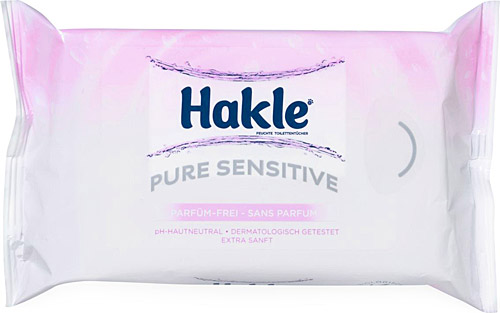 Hakle
FEUCHTE TOILETTENTÜCHER
PURE SENSITIVE
PARFÜM-FREI - SANS PARFUM
pH-HAUTNEUTRAL • DERMATOLOGISCH GETESTET
EXTRA SANFT